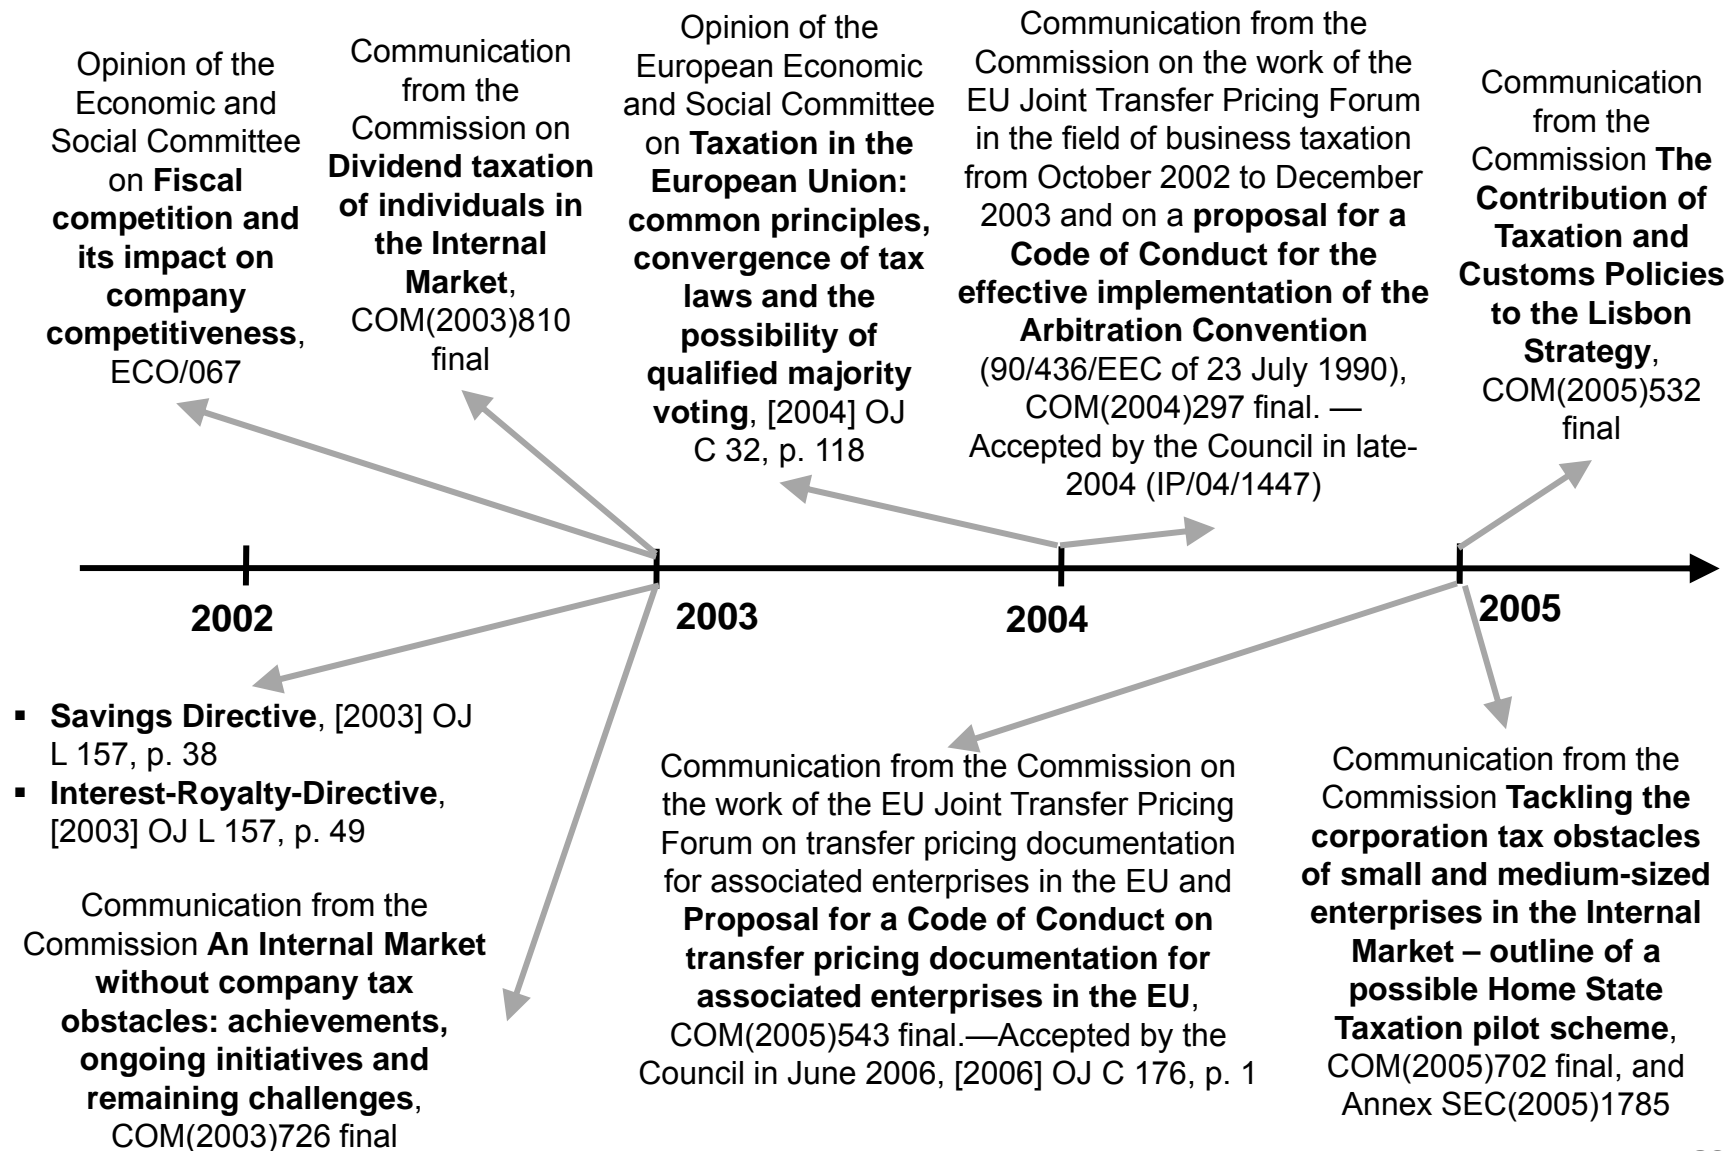 Opinion of the
Economic and
Social Committee
on Fiscal
competition and
its impact on
company
competitiveness,
ECO/067
Communication
from the
Commission on
Dividend taxation
of individuals in
the Internal
Market,
COM(2003)810
final
Opinion of the
European Economic
and Social Committee
on Taxation in the
European Union:
common principles,
convergence of tax
laws and the
possibility of
qualified majority
voting, [2004] OJ
C 32, p. 118
Communication from the
Commission on the work of the
EU Joint Transfer Pricing Forum
in the field of business taxation
from October 2002 to December
2003 and on a proposal for a
Code of Conduct for the
effective implementation of the
Arbitration Convention
(90/436/EEC of 23 July 1990),
COM(2004)297 final. —
Accepted by the Council in late-
2004 (IP/04/1447)
Communication
from the
Commission The
Contribution of
Taxation and
Customs Policies
to the Lisbon
Strategy,
COM(2005)532
final
2002
2003
2004
2005
▪ Savings Directive, [2003] OJ
L 157, p. 38
▪ Interest-Royalty-Directive,
[2003] OJ L 157, p. 49
Communication from the
Commission An Internal Market
without company tax
obstacles: achievements,
ongoing initiatives and
remaining challenges,
COM(2003)726 final
Communication from the Commission on
the work of the EU Joint Transfer Pricing
Forum on transfer pricing documentation
for associated enterprises in the EU and
Proposal for a Code of Conduct on
transfer pricing documentation for
associated enterprises in the EU,
COM(2005)543 final.—Accepted by the
Council in June 2006, [2006] OJ C 176, p. 1
Communication from the
Commission Tackling the
corporation tax obstacles
of small and medium-sized
enterprises in the Internal
Market – outline of a
possible Home State
Taxation pilot scheme,
COM(2005)702 final, and
Annex SEC(2005)1785